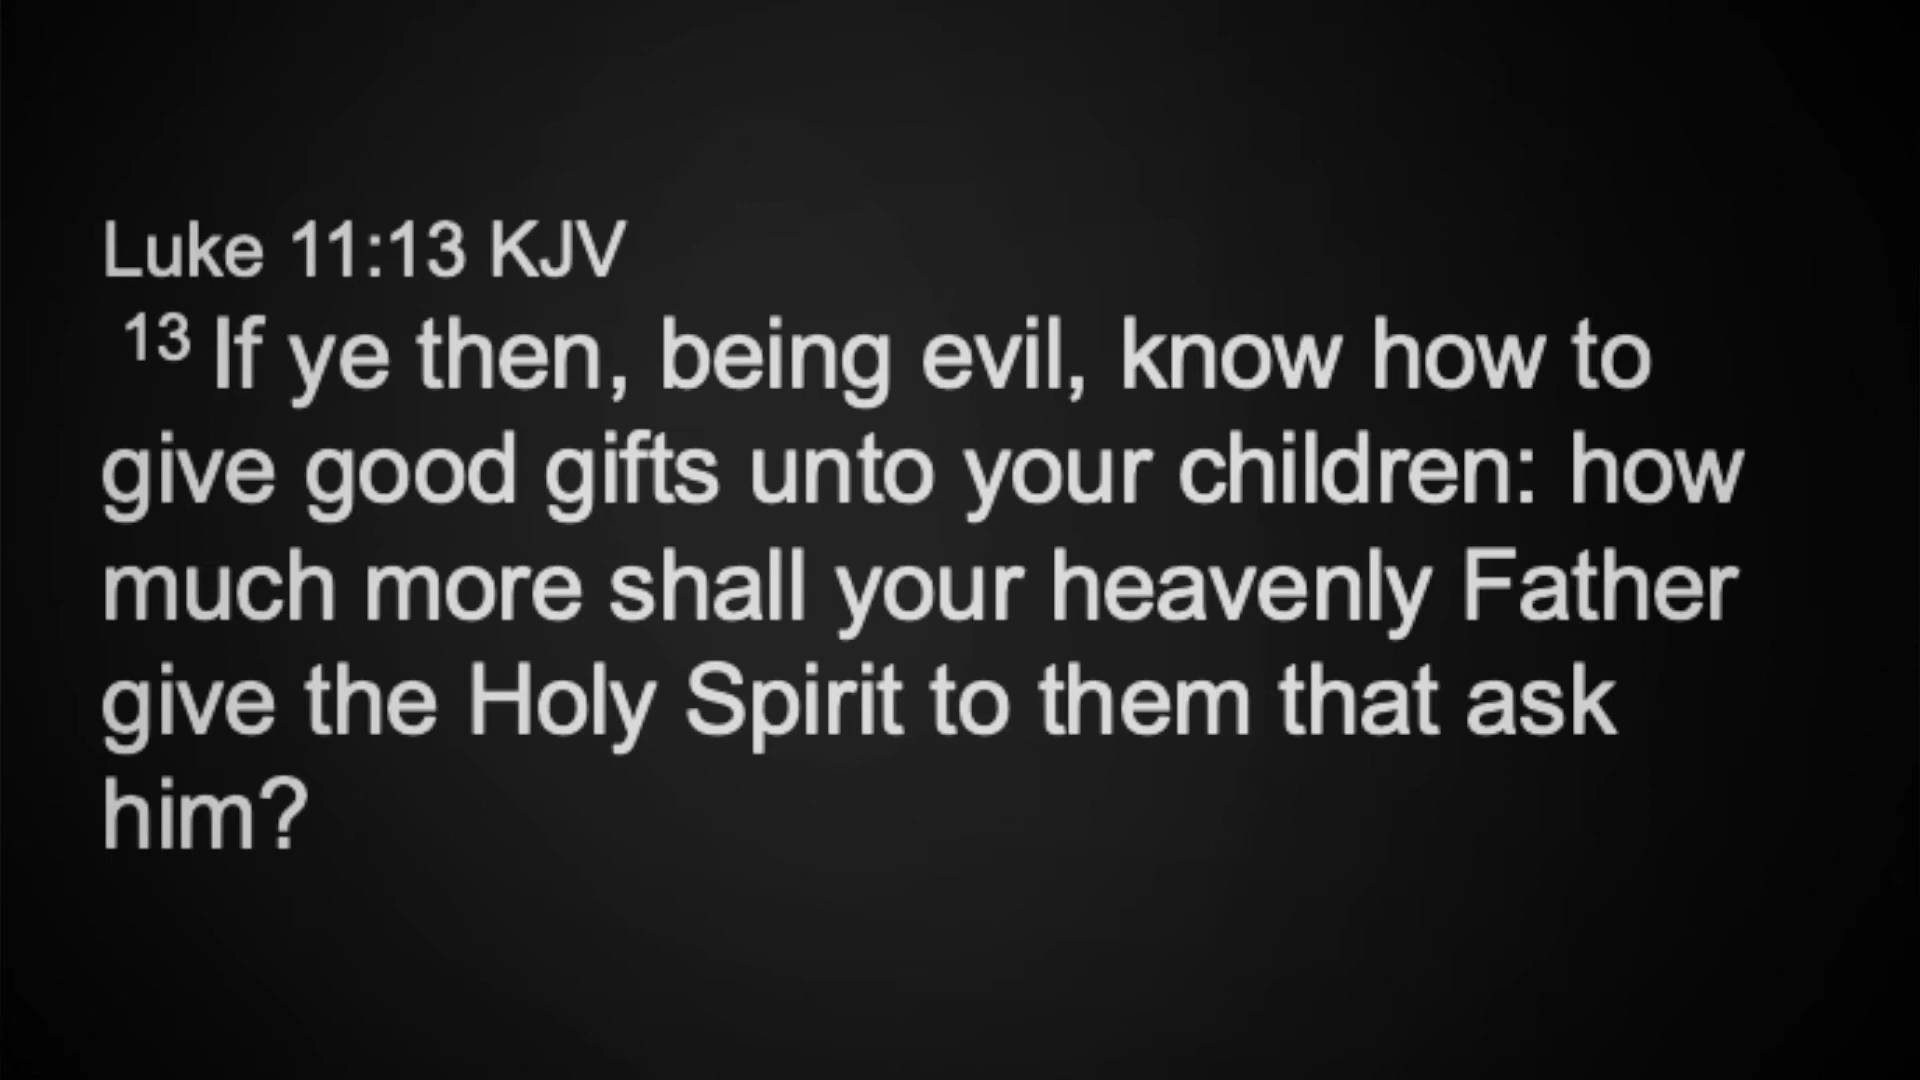 Luke 11:13 KJV
13 If ye then, being evil, know how to
give good gifts unto your children: how
much more shall your heavenly Father
give the Holy Spirit to them that ask
him?